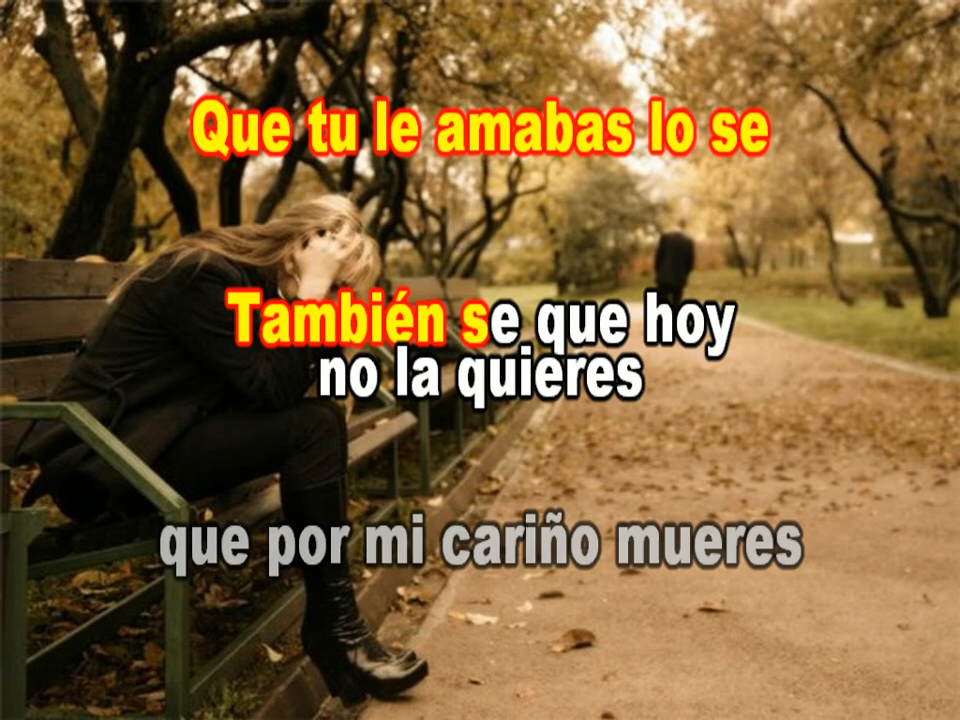 Que tu le amabas lo se
También se que hoy
no la quieres
que por mi cariño mueres